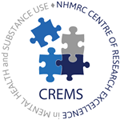 NHMRC CENTRE OF RESEARCH EXCELLENCE in MENTAL HEALTH and SUBSTANCE USE
CREMS